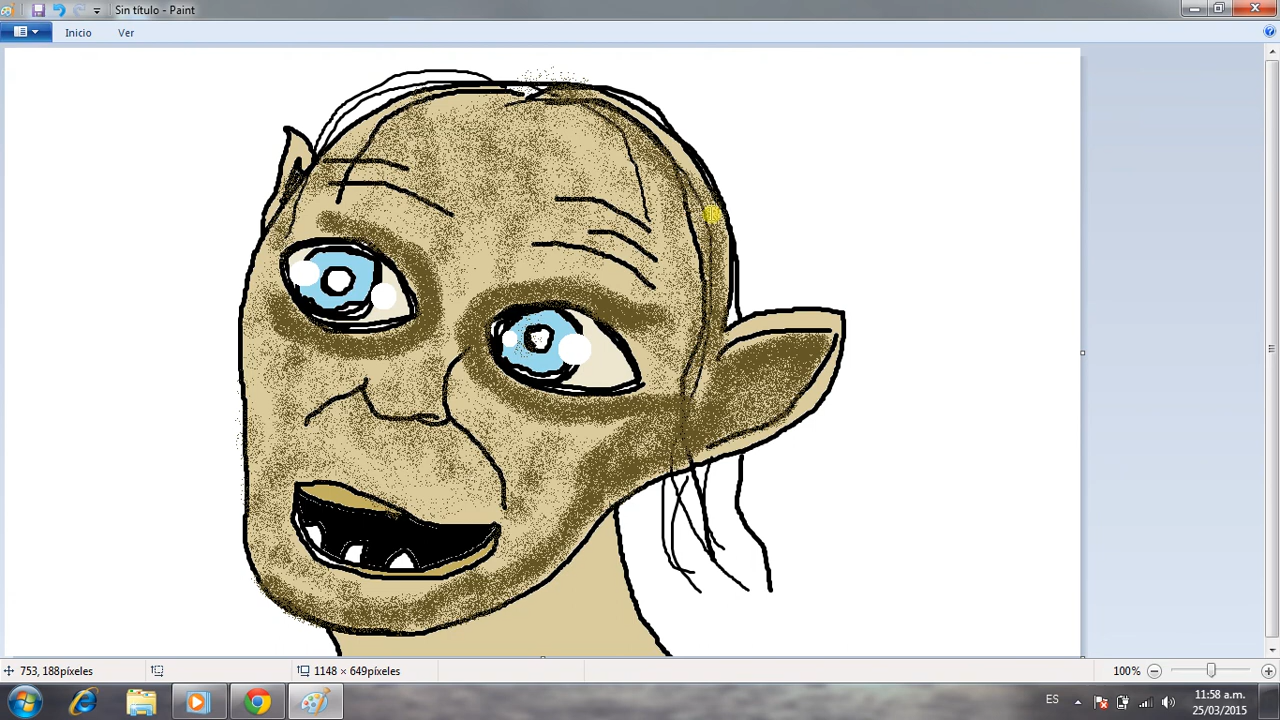 Sin título - Paint
Inicio Ver
753, 188píxeles
1148 × 649píxeles
100%
ES
11:58 a.m.
25/03/2015